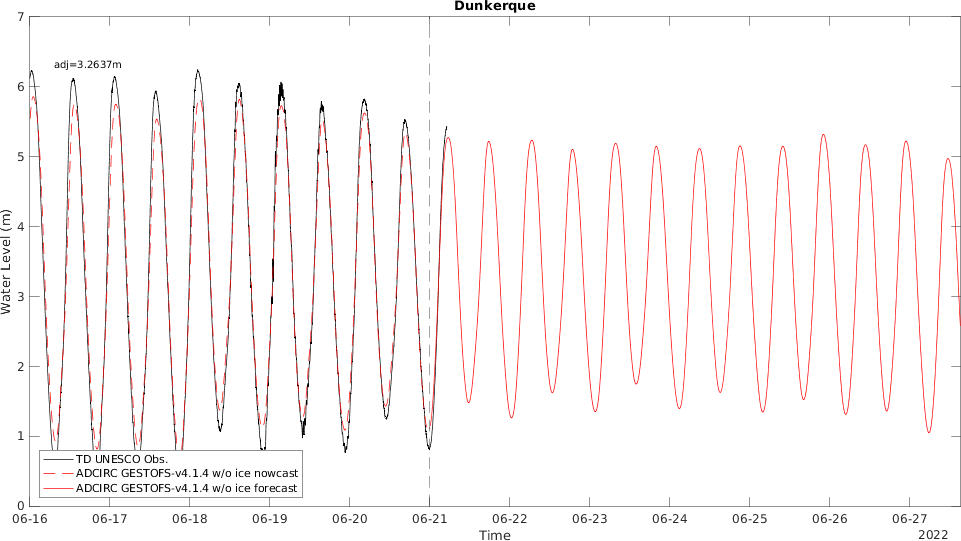 Dunkerque
7
6
5
4
3
2
1
0
Water Level (m)
adj=3.2637m
TD UNESCO Obs.
ADCIRC GESTOFS-v4.1.4 w/o ice nowcast
ADCIRC GESTOFS-v4.1.4 w/o ice forecast
06-16 06-17 06-18 06-19 06-20 06-21 06-22 06-23 06-24 06-25 06-26 06-27
Time
2022